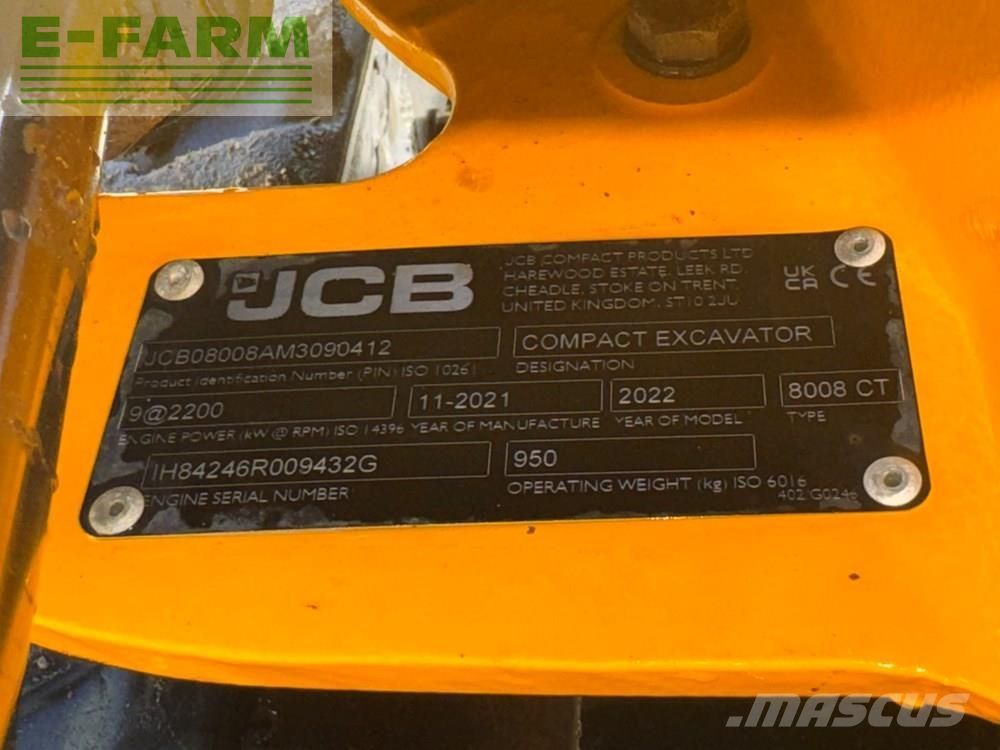 E-FARM
JCB
JCB COMPACT PRODUCTS LTD
HAREWOOD ESTATE, LEEK RD,
CHEADLE, STOKE ON TRENT,
UNITED KINGDOM, ST10 2JU
UK
CA
CE
JCB08008AM3090412
COMPACT EXCAVATOR
Product Identification Number (PIN) ISO 10261
DESIGNATION
9@2200
11-2021
2022
8008 CT
ENGINE POWER (kW @ RPM) ISO 14396
YEAR OF MANUFACTURE
YEAR OF MODEL
TYPE
IH84246R009432G
950
ENGINE SERIAL NUMBER
OPERATING WEIGHT (kg) ISO 6016
402/G0246
MASCUS